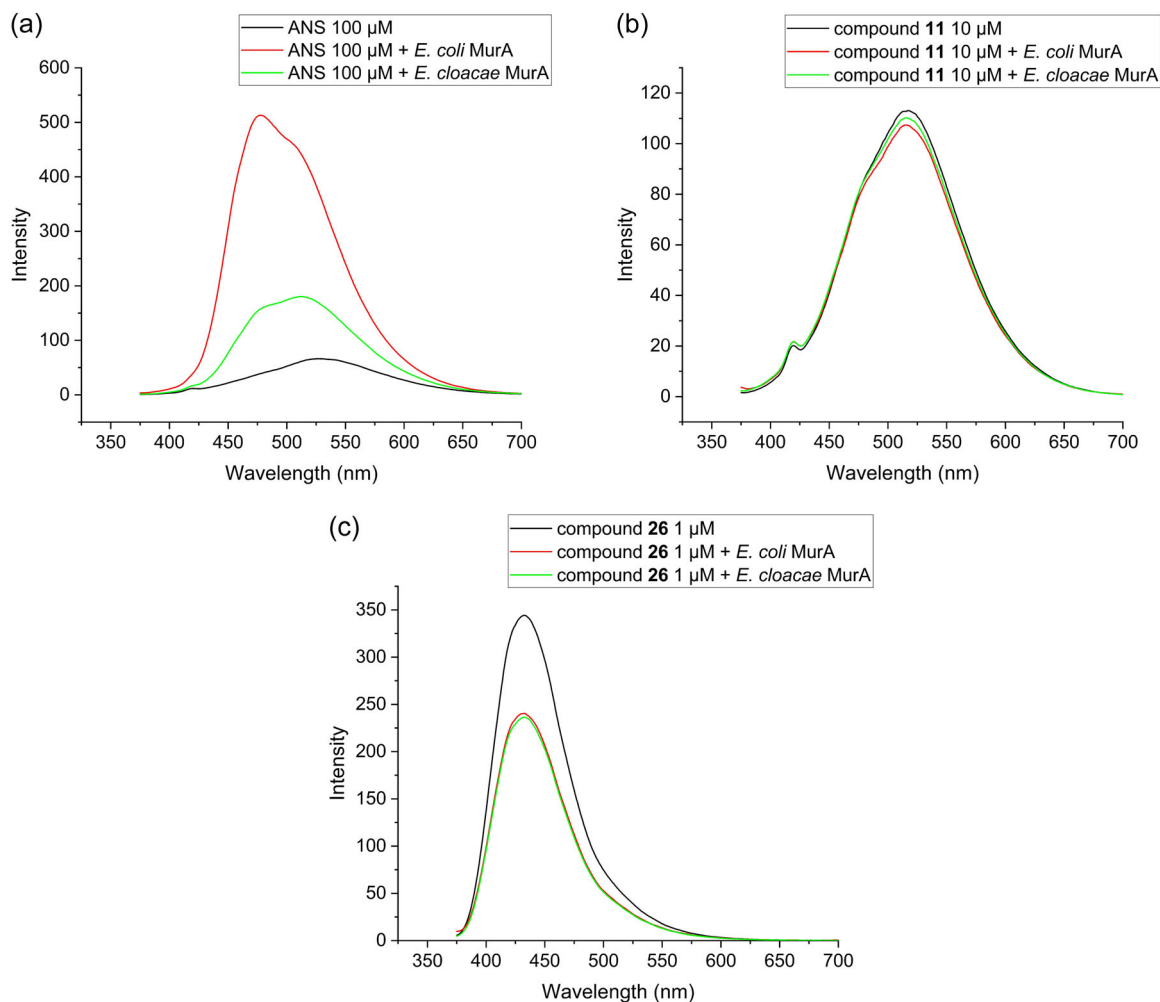 (a)
ANS 100 μM
ANS 100 μM + E. coli MurA
ANS 100 μM + E. cloacae MurA
600
500
400
300
200
100
0
Intensity
350 400 450 500 550 600 650 700
Wavelength (nm)
(b)
compound 11 10 μM
compound 11 10 μM + E. coli MurA
compound 11 10 μM + E. cloacae MurA
120
100
80
60
40
20
0
Intensity
350 400 450 500 550 600 650 700
Wavelength (nm)
(c)
compound 26 1 μM
compound 26 1 μM + E. coli MurA
compound 26 1 μM + E. cloacae MurA
350
300
250
200
150
100
50
0
Intensity
350 400 450 500 550 600 650 700
Wavelength (nm)